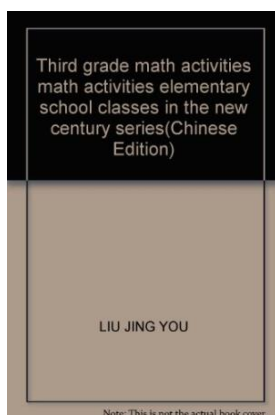 Third grade math activities
math activities elementary
school classes in the new
century series(Chinese
Edition)
LIU JING YOU
Note: This is not the actual book cover